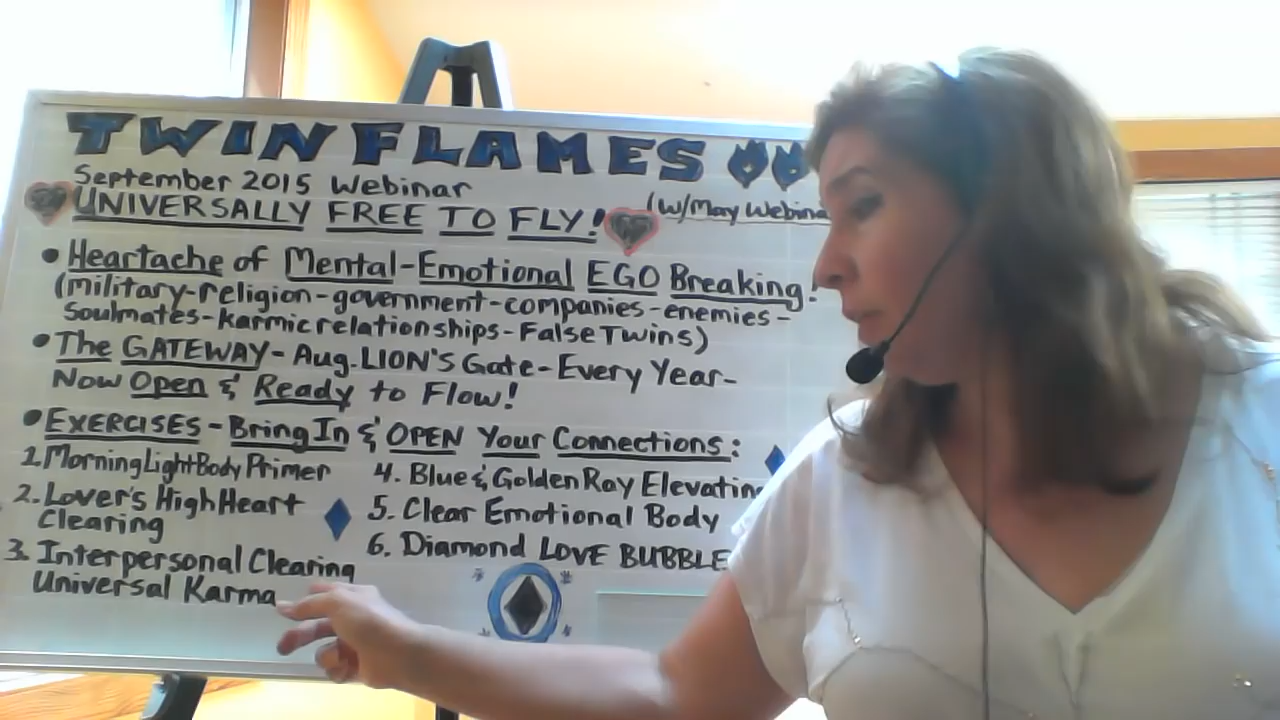 TWIN FLAMES
September 2015 Webinar
UNIVERSALLY FREE TO FLY!
(w/May Webina
• Heartache of Mental-Emotional EGO Breaking!
(military-religion-government-companies-enemies-
Soulmates-karmic relationships-False Twins)
• The GATEWAY- Aug. LION'S Gate- Every Year-
Now Open & Ready to Flow!
• EXERCISES - Bring In & OPEN Your Connections:
1. Morning Light Body Primer
2. Lover's High Heart
Clearing
3. Interpersonal Clearing
Universal Karma
4. Blue & Golden Ray Elevatin
5. Clear Emotional Body
6. Diamond LOVE BUBBLE